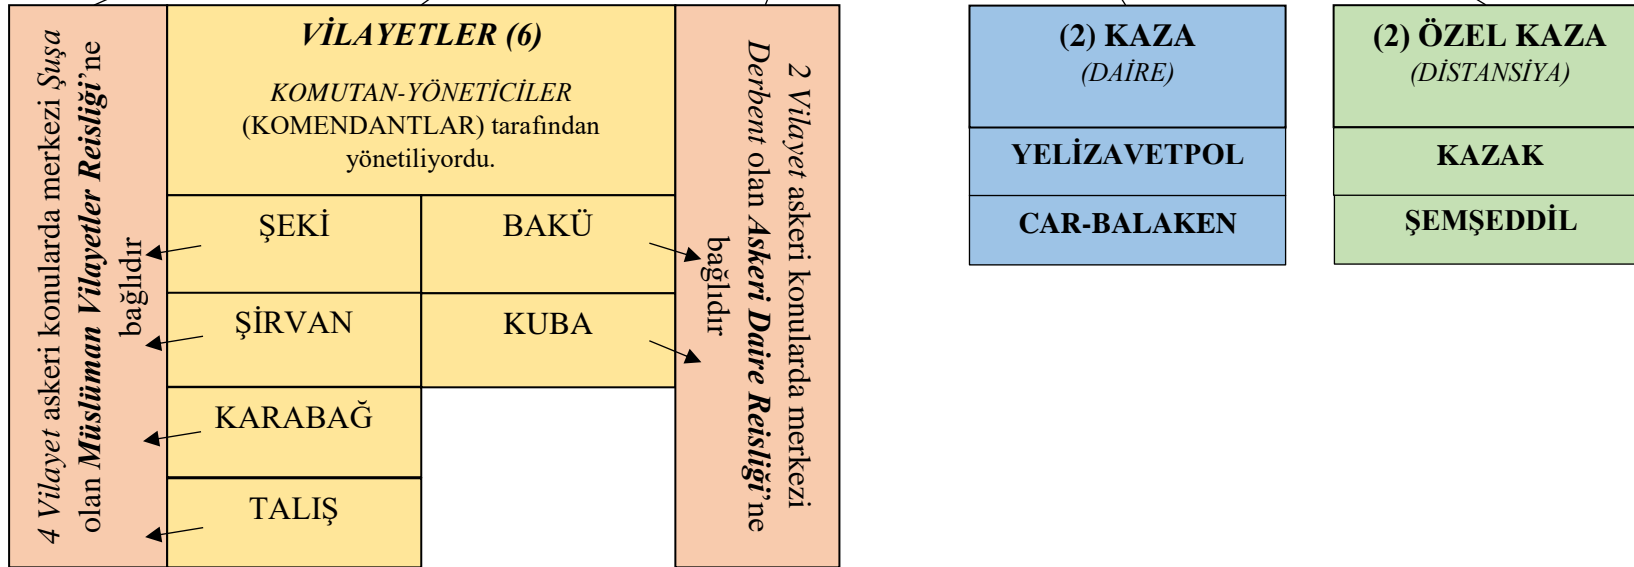 4 Vilayet askeri konularda merkezi Şuşa
olan Müslüman Vilayetler Reisliği'ne
bağlıdır
VİLAYETLER (6)
KOMUTAN-YÖNETİCİLER
(KOMENDANTLAR) tarafından
yönetiliyordu.
ŞEKİ
BAKÜ
ŞİRVAN
KUBA
KARABAĞ
TALIŞ
2 Vilayet askeri konularda merkezi
Derbent olan Askeri Daire Reisliği'ne
bağlıdır
(2) KAZA
(DAİRE)
YELİZAVETPOL
CAR-BALAKEN
(2) ÖZEL KAZA
(DİSTANSİYA)
KAZAK
ŞEMŞEDDİL